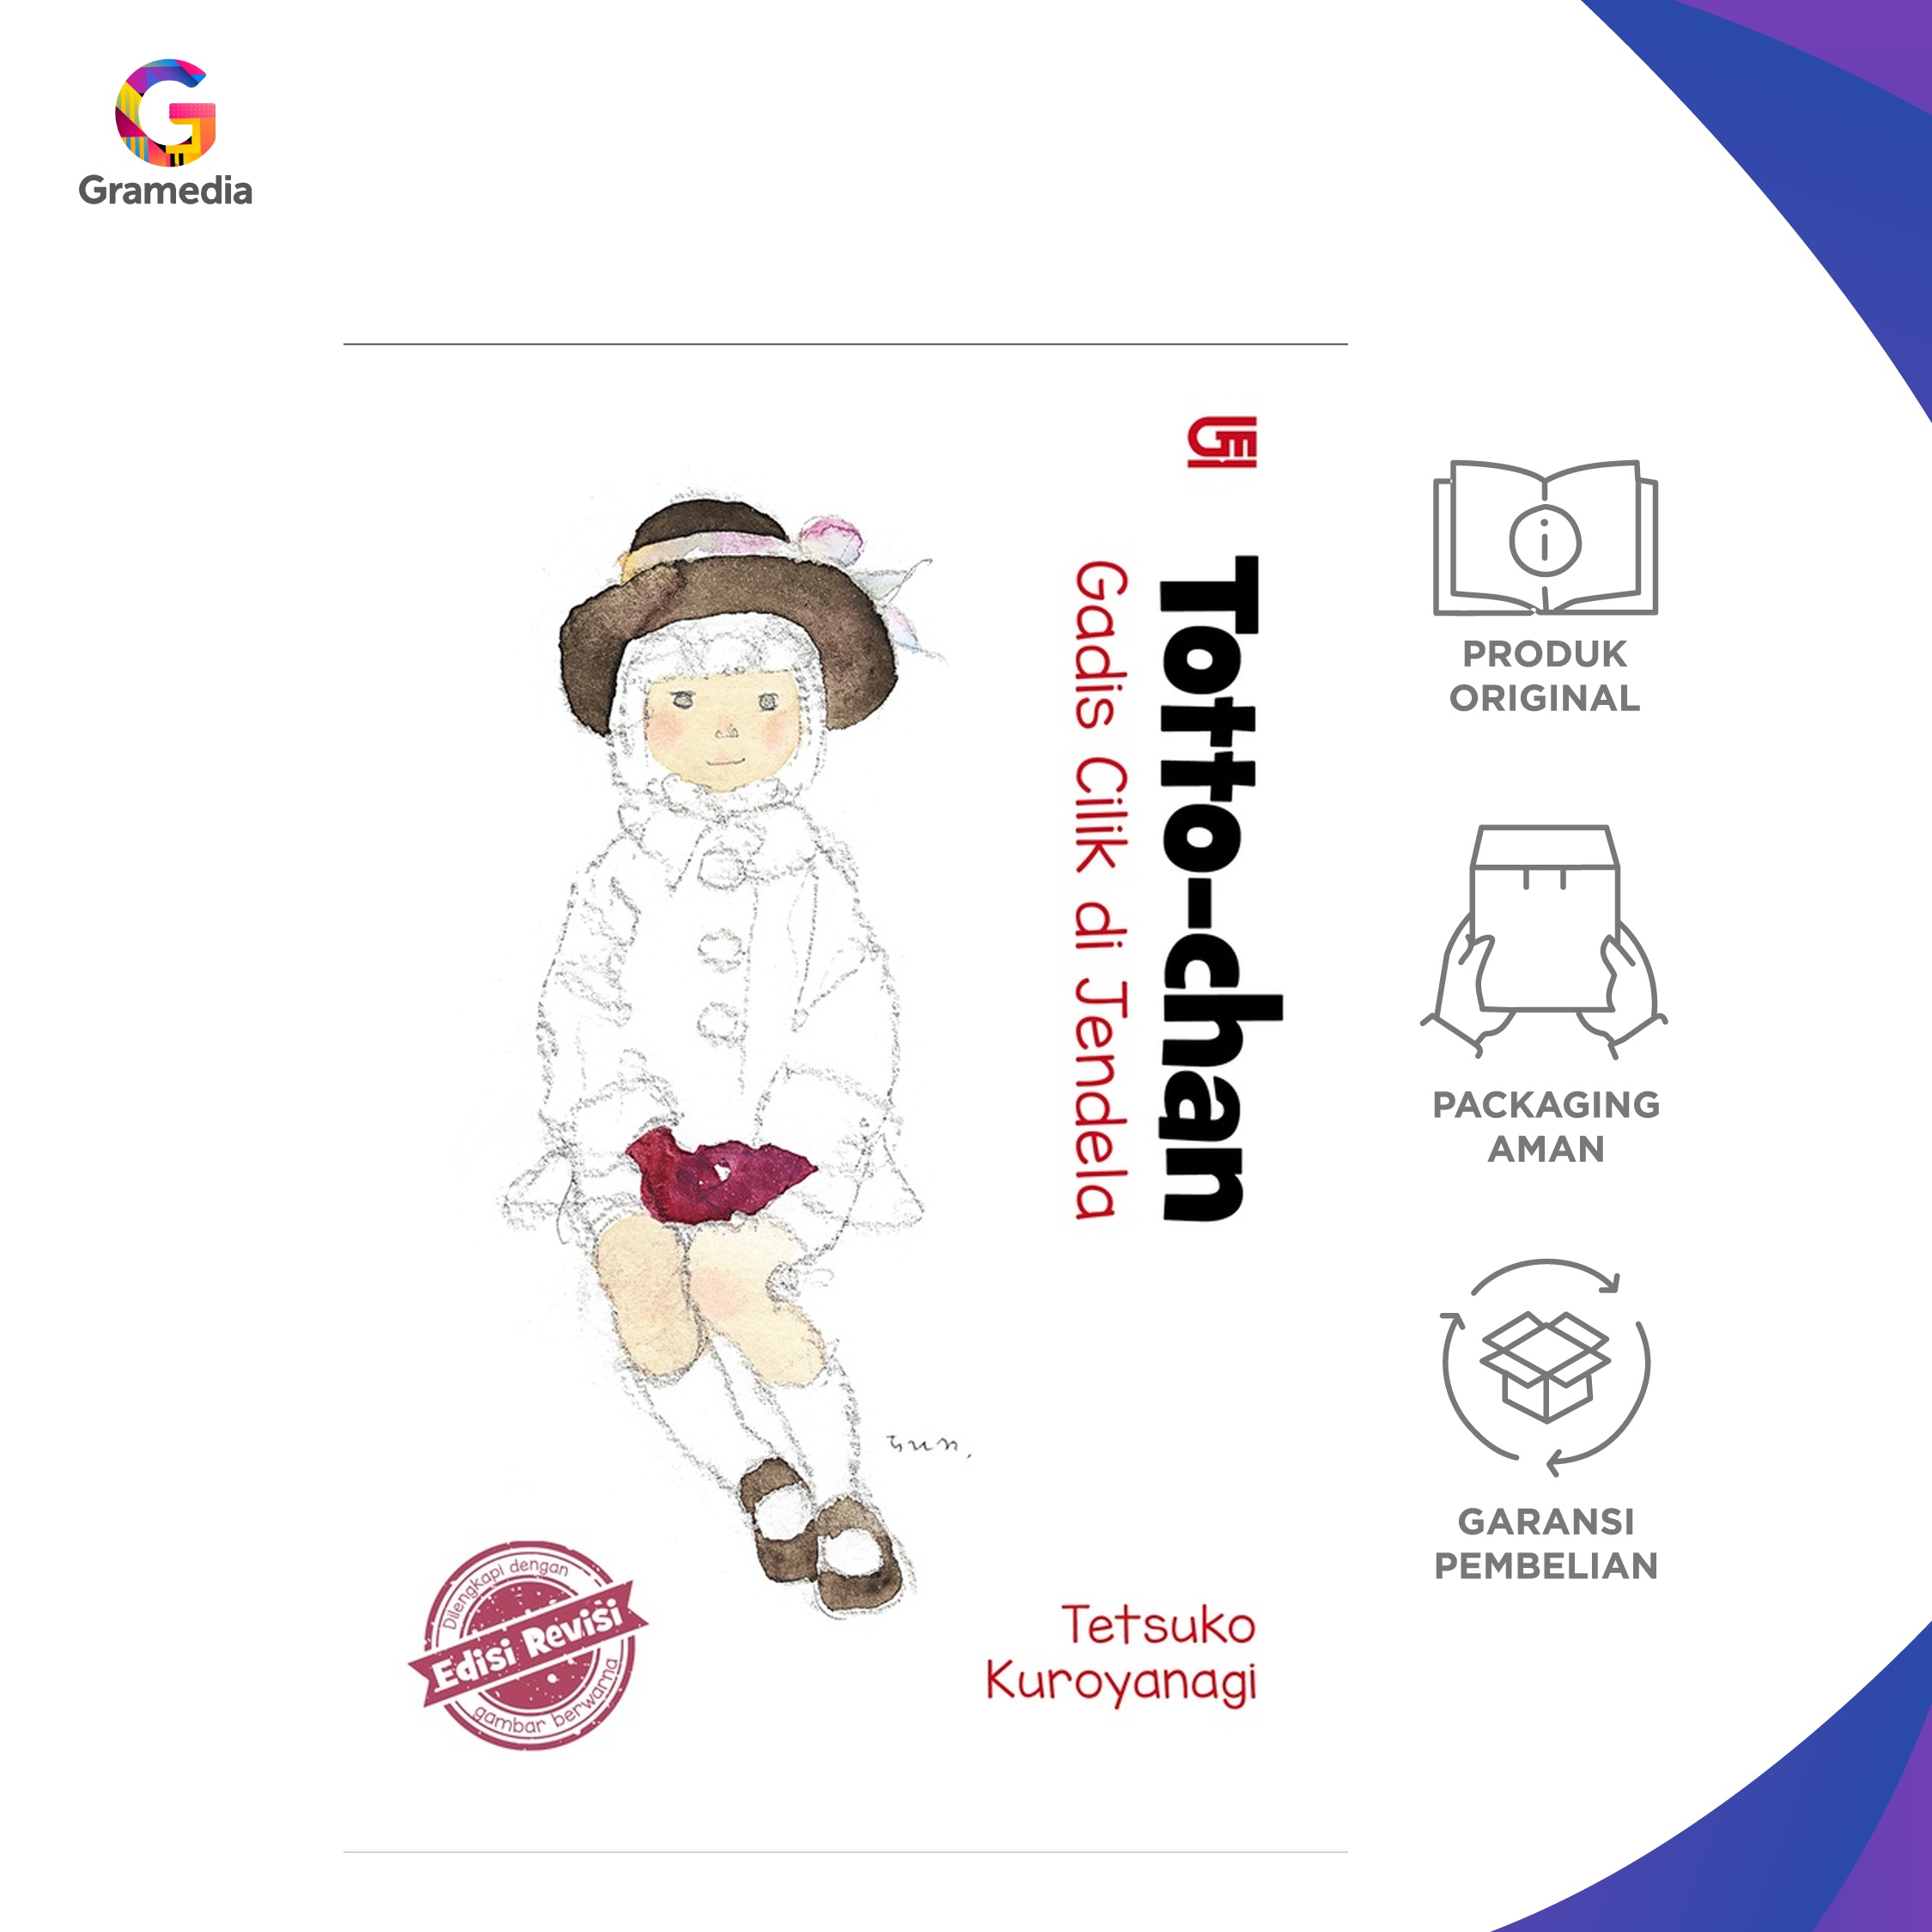 Gramedia
Totto-chan
Gadis Cilik di Jendela
Tetsuko
Kuroyanagi
Dilengkapi dengan
Edisi Revisi
gambar berwarna
PRODUK
ORIGINAL
PACKAGING
AMAN
GARANSI
PEMBELIAN